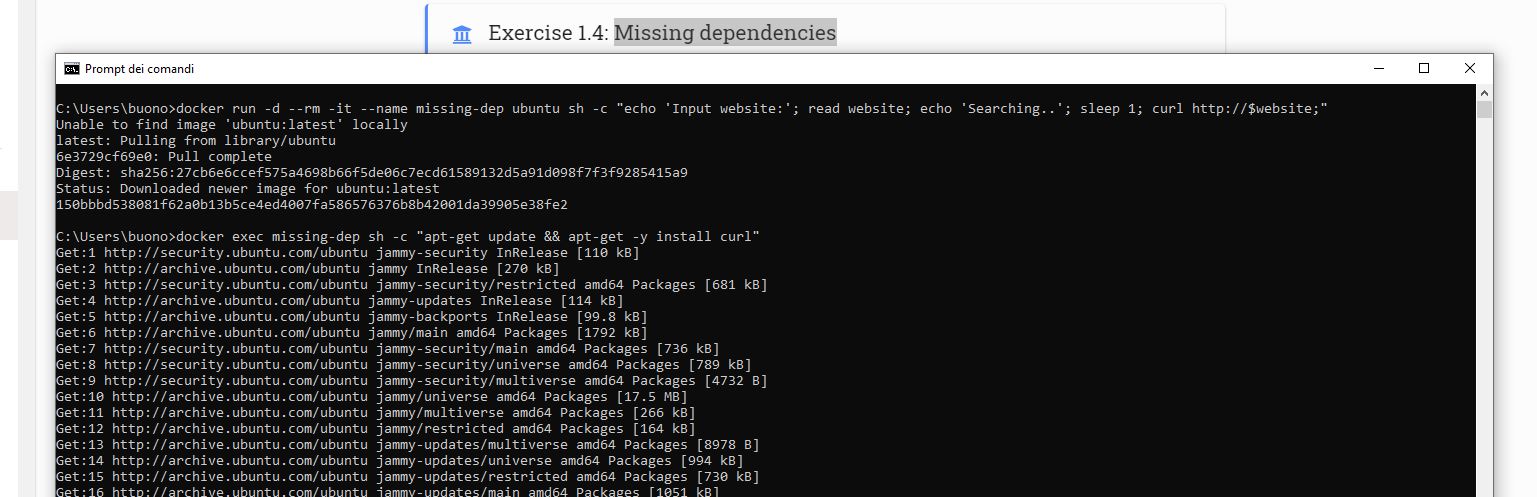 Exercise 1.4: Missing dependencies
Prompt dei comandi
C:\Users\buono>docker run -d --rm -it --name missing-dep ubuntu sh -c "echo 'Input website:'; read website; echo 'Searching..'; sleep 1; curl http://$website;"
Unable to find image 'ubuntu:latest' locally
latest: Pulling from library/ubuntu
6e3729cf69e0: Pull complete
Digest: sha256:27cb6e6ccef575a4698b66f5de06c7ecd61589132d5a91d098f7f3f9285415a9
Status: Downloaded newer image for ubuntu:latest
150bbbd538081f62a0b13b5ce4ed4007fa586576376b8b42001da39905e38fe2
C:\Users\buono>docker exec missing-dep sh -c "apt-get update && apt-get -y install curl"
Get:1 http://security.ubuntu.com/ubuntu jammy-security InRelease [110 kB]
Get:2 http://archive.ubuntu.com/ubuntu jammy InRelease [270 kB]
Get:3 http://security.ubuntu.com/ubuntu jammy-security/restricted amd64 Packages [681 kB]
Get:4 http://archive.ubuntu.com/ubuntu jammy-updates InRelease [114 kB]
Get:5 http://archive.ubuntu.com/ubuntu jammy-backports InRelease [99.8 kB]
Get:6 http://archive.ubuntu.com/ubuntu jammy/main amd64 Packages [1792 kB]
Get:7 http://security.ubuntu.com/ubuntu jammy-security/main amd64 Packages [736 kB]
Get:8 http://security.ubuntu.com/ubuntu jammy-security/universe amd64 Packages [789 kB]
Get:9 http://security.ubuntu.com/ubuntu jammy-security/multiverse amd64 Packages [4732 B]
Get:10 http://archive.ubuntu.com/ubuntu jammy/universe amd64 Packages [17.5 MB]
Get:11 http://archive.ubuntu.com/ubuntu jammy/multiverse amd64 Packages [266 kB]
Get:12 http://archive.ubuntu.com/ubuntu jammy/restricted amd64 Packages [164 kB]
Get:13 http://archive.ubuntu.com/ubuntu jammy-updates/multiverse amd64 Packages [8978 B]
Get:14 http://archive.ubuntu.com/ubuntu jammy-updates/universe amd64 Packages [994 kB]
Get:15 http://archive.ubuntu.com/ubuntu jammy-updates/restricted amd64 Packages [730 kB]
Get:16 http://archive.ubuntu.com/ubuntu jammy-updates/main amd64 Packages [1051 kB]